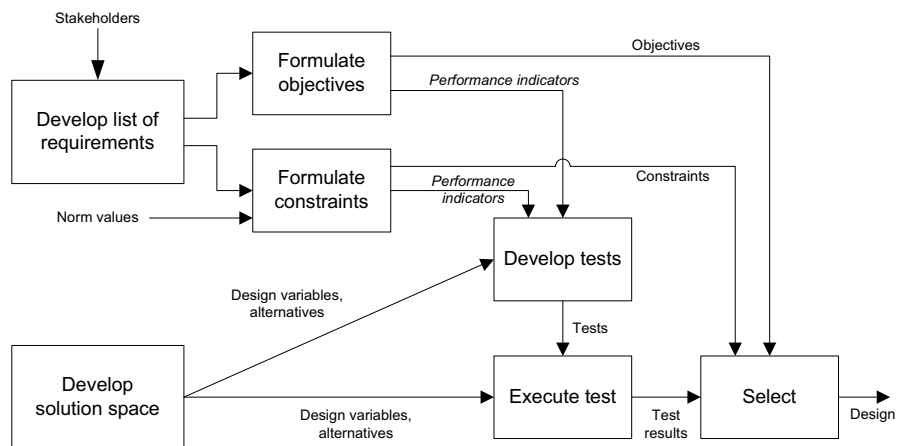 Stakeholders
Develop list of
requirements
Formulate
objectives
Objectives
Performance indicators
Formulate
constraints
Constraints
Performance
indicators
Norm values
Develop tests
Design variables,
alternatives
Tests
Develop
solution space
Design variables,
alternatives
Execute test
Test
results
Select
Design